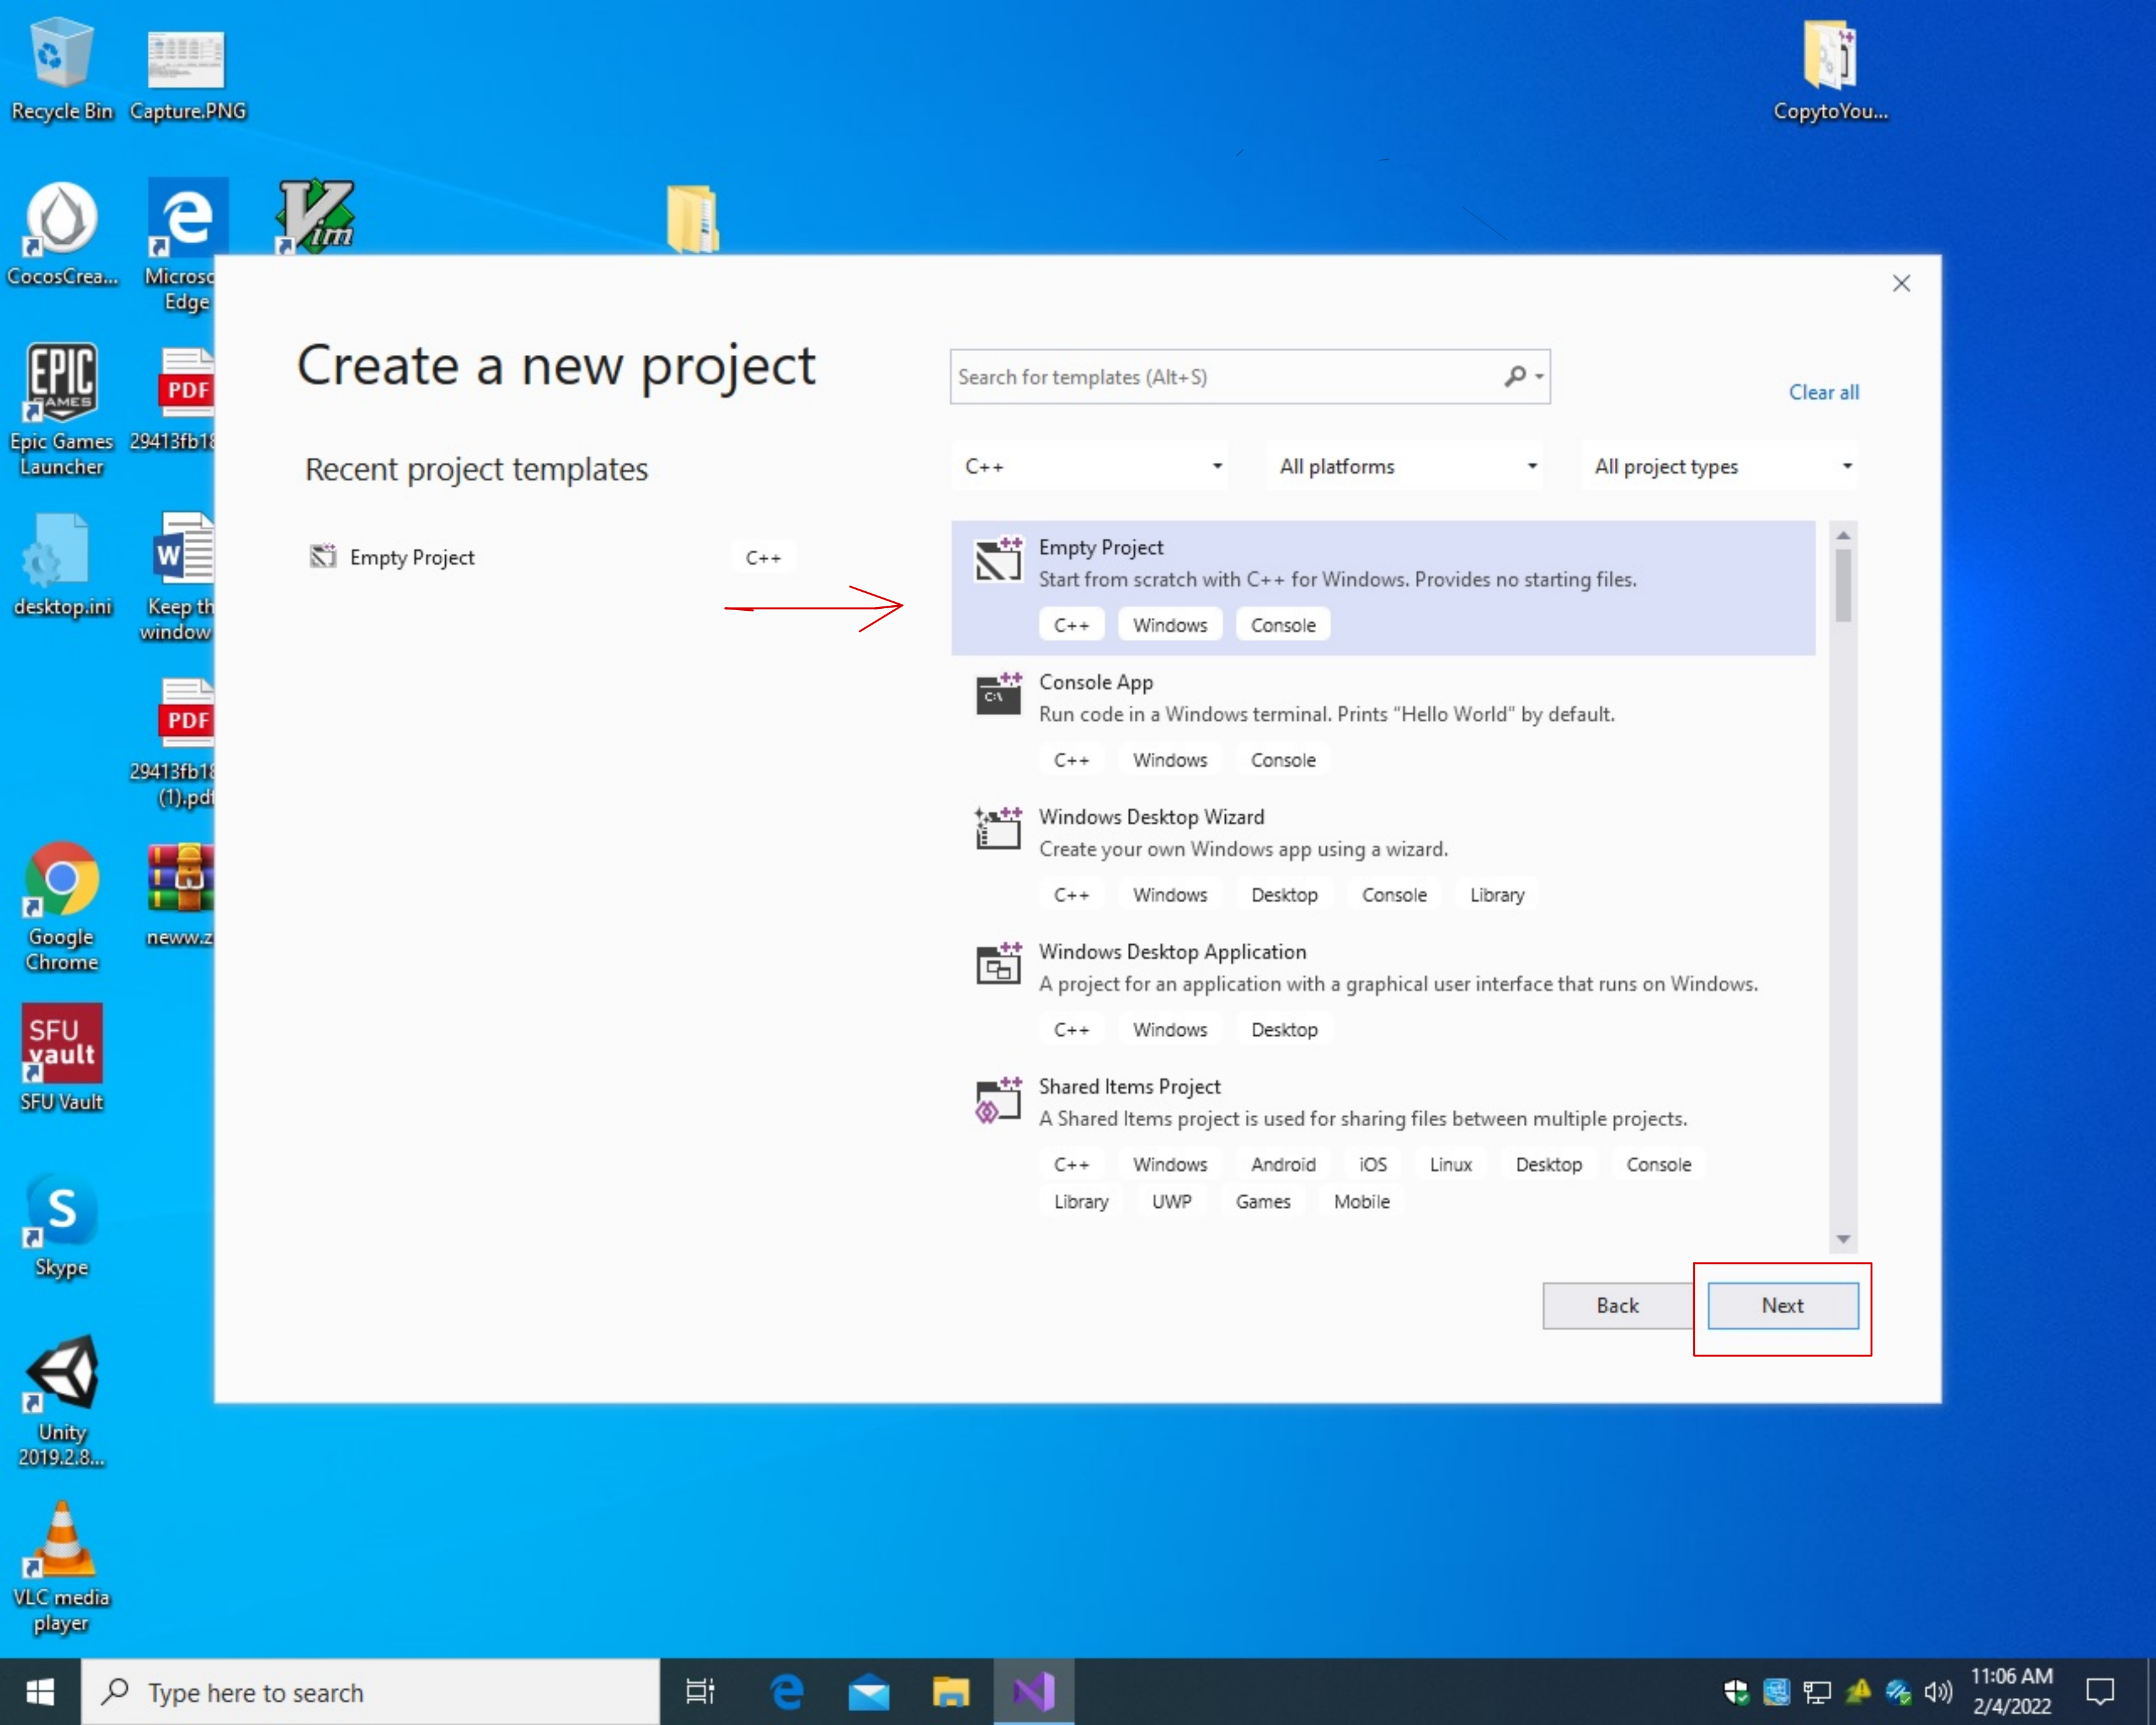 Recycle Bin
Capture.PNG
CopytoYou...
CocosCrea...
Edge
Vim
EPIC
GAMES
Epic Games
Launcher
PDF
desktop.ini
W
Keep th
window
PDF
(1).pdf
Google
Chrome
neww.z
SFU
vault
SFU Vault
S
Skype
Unity
2019.2.8...
VLC media
player
Create a new project
Search for templates (Alt+S)
Clear all
Recent project templates
C++
All platforms
All project types
Empty Project
C++
Empty Project
Start from scratch with C++ for Windows. Provides no starting files.
C++ Windows Console
C:\
Console App
Run code in a Windows terminal. Prints "Hello World" by default.
C++ Windows Console
Windows Desktop Wizard
Create your own Windows app using a wizard.
C++ Windows Desktop Console Library
Windows Desktop Application
A project for an application with a graphical user interface that runs on Windows.
C++ Windows Desktop
Shared Items Project
A Shared Items project is used for sharing files between multiple projects.
C++ Windows Android iOS Linux Desktop Console
Library UWP Games Mobile
Back
Next
Type here to search
11:06 AM
2/4/2022